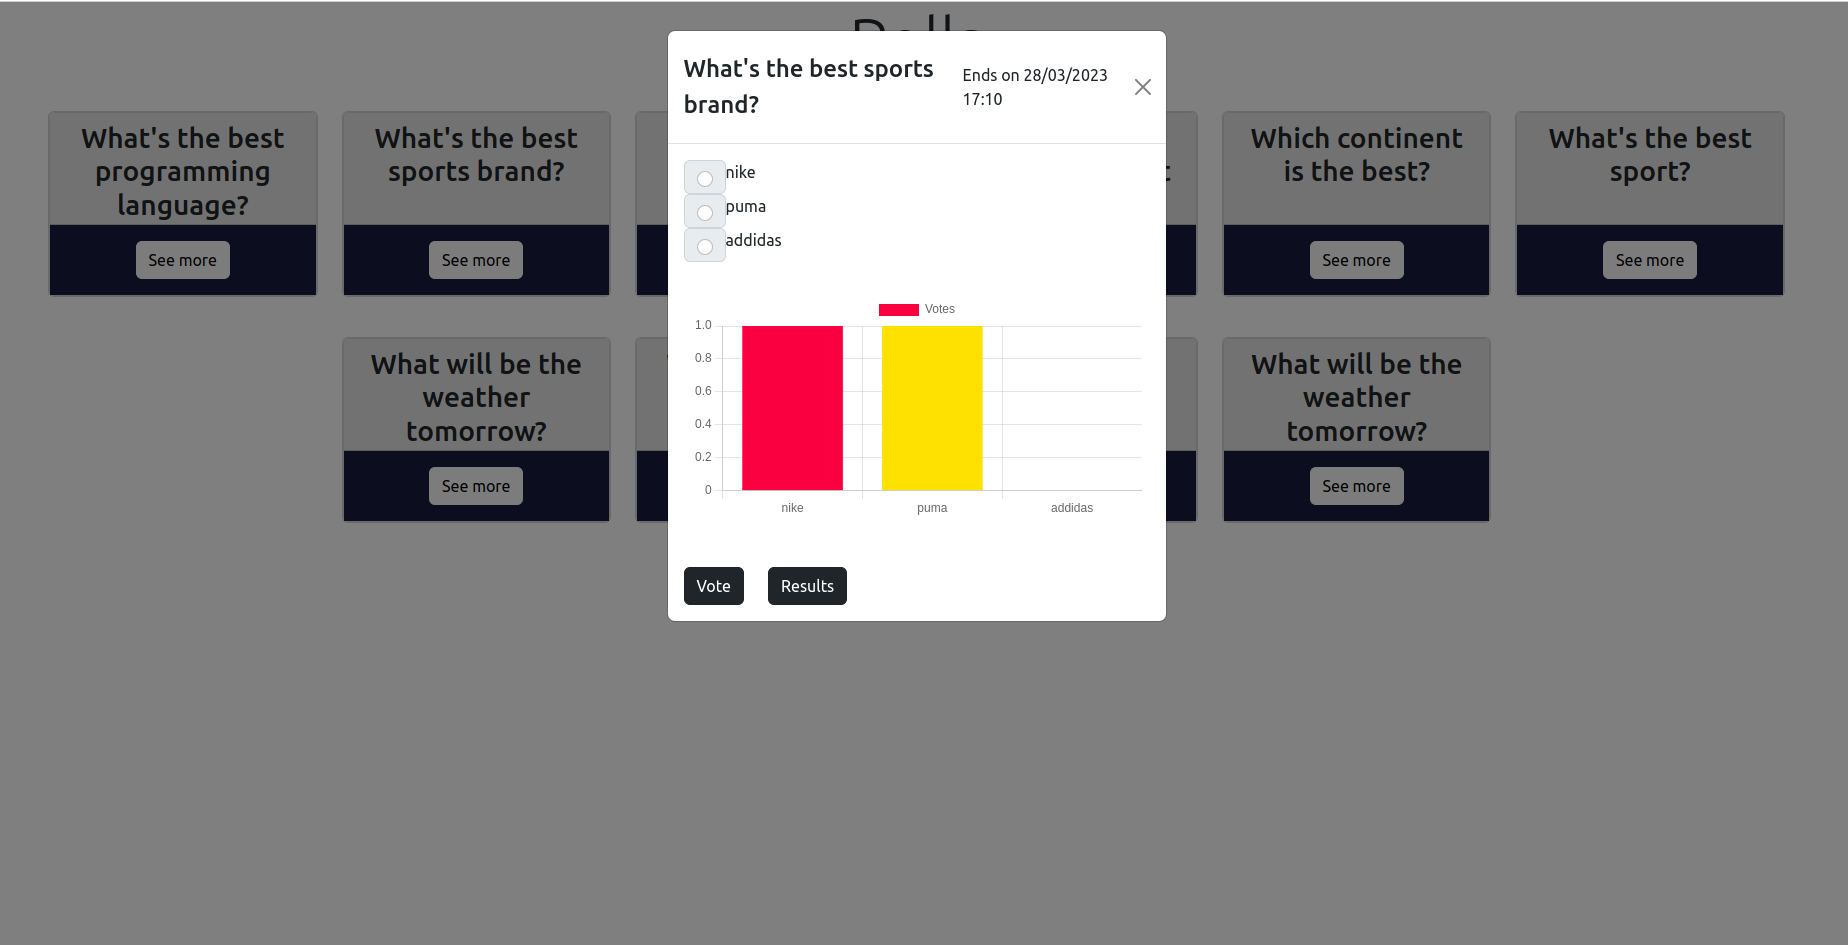 Polls
What's the best sports
brand?
Ends on 28/03/2023
17:10
nike
puma
addidas
Votes
1.0
0.8
0.6
0.4
0.2
0
nike
puma
addidas
Vote
Results
What's the best
programming
language?
See more
What's the best
sports brand?
See more
Which continent
is the best?
See more
What's the best
sport?
See more
What will be the
weather
tomorrow?
See more
What will be the
weather
tomorrow?
See more